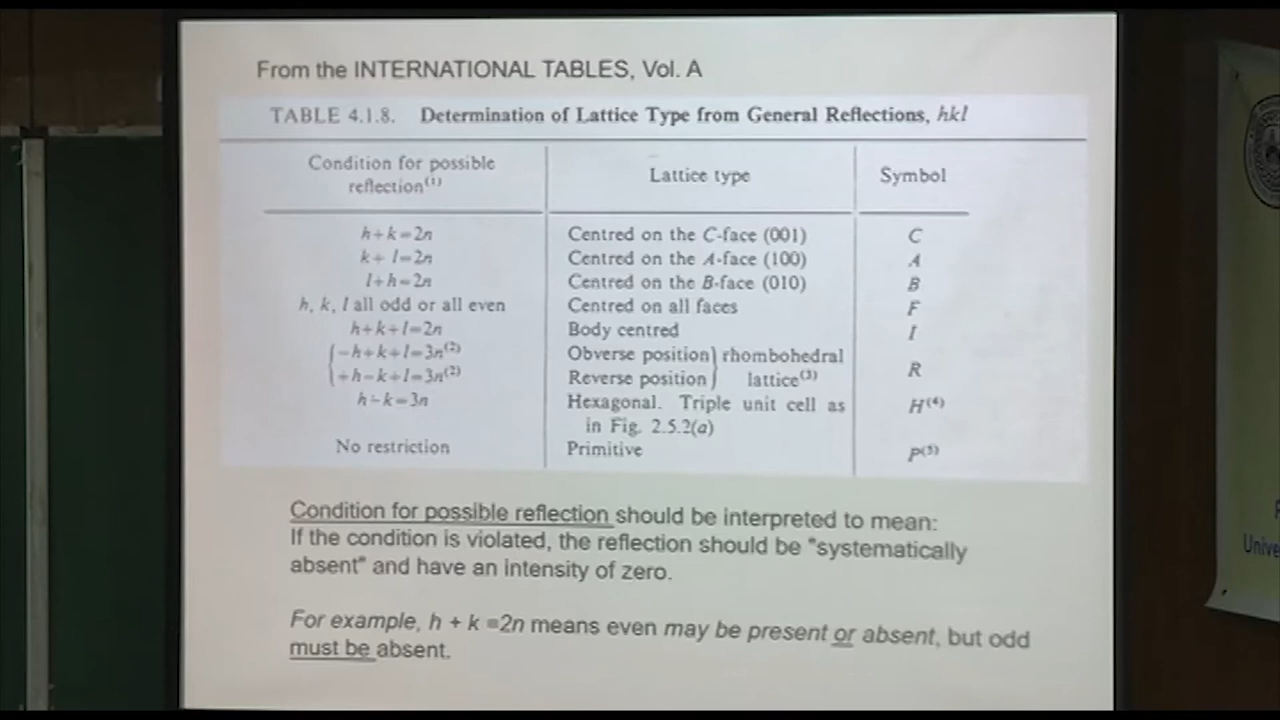 From the INTERNATIONAL TABLES, Vol. A
TABLE 4.1.8. Determination of Lattice Type from General Reflections, hkl
Condition for possible reflection(1) Lattice type Symbol
h+k=2n Centred on the C-face (001) C
k+l=2n Centred on the A-face (100) A
l+h=2n Centred on the B-face (010) B
h, k, l all odd or all even Centred on all faces F
h+k+l=2n Body centred I
{-h+k+l=3n(2) Obverse position} rhombohedral
{+h-k+l=3n(2) Reverse position} lattice(3) R
h-k=3n Hexagonal. Triple unit cell as H(4)
in Fig. 2.5.2(a)
No restriction Primitive P(5)
Condition for possible reflection should be interpreted to mean:
If the condition is violated, the reflection should be "systematically
absent" and have an intensity of zero.
For example, h + k =2n means even may be present or absent, but odd
must be absent.